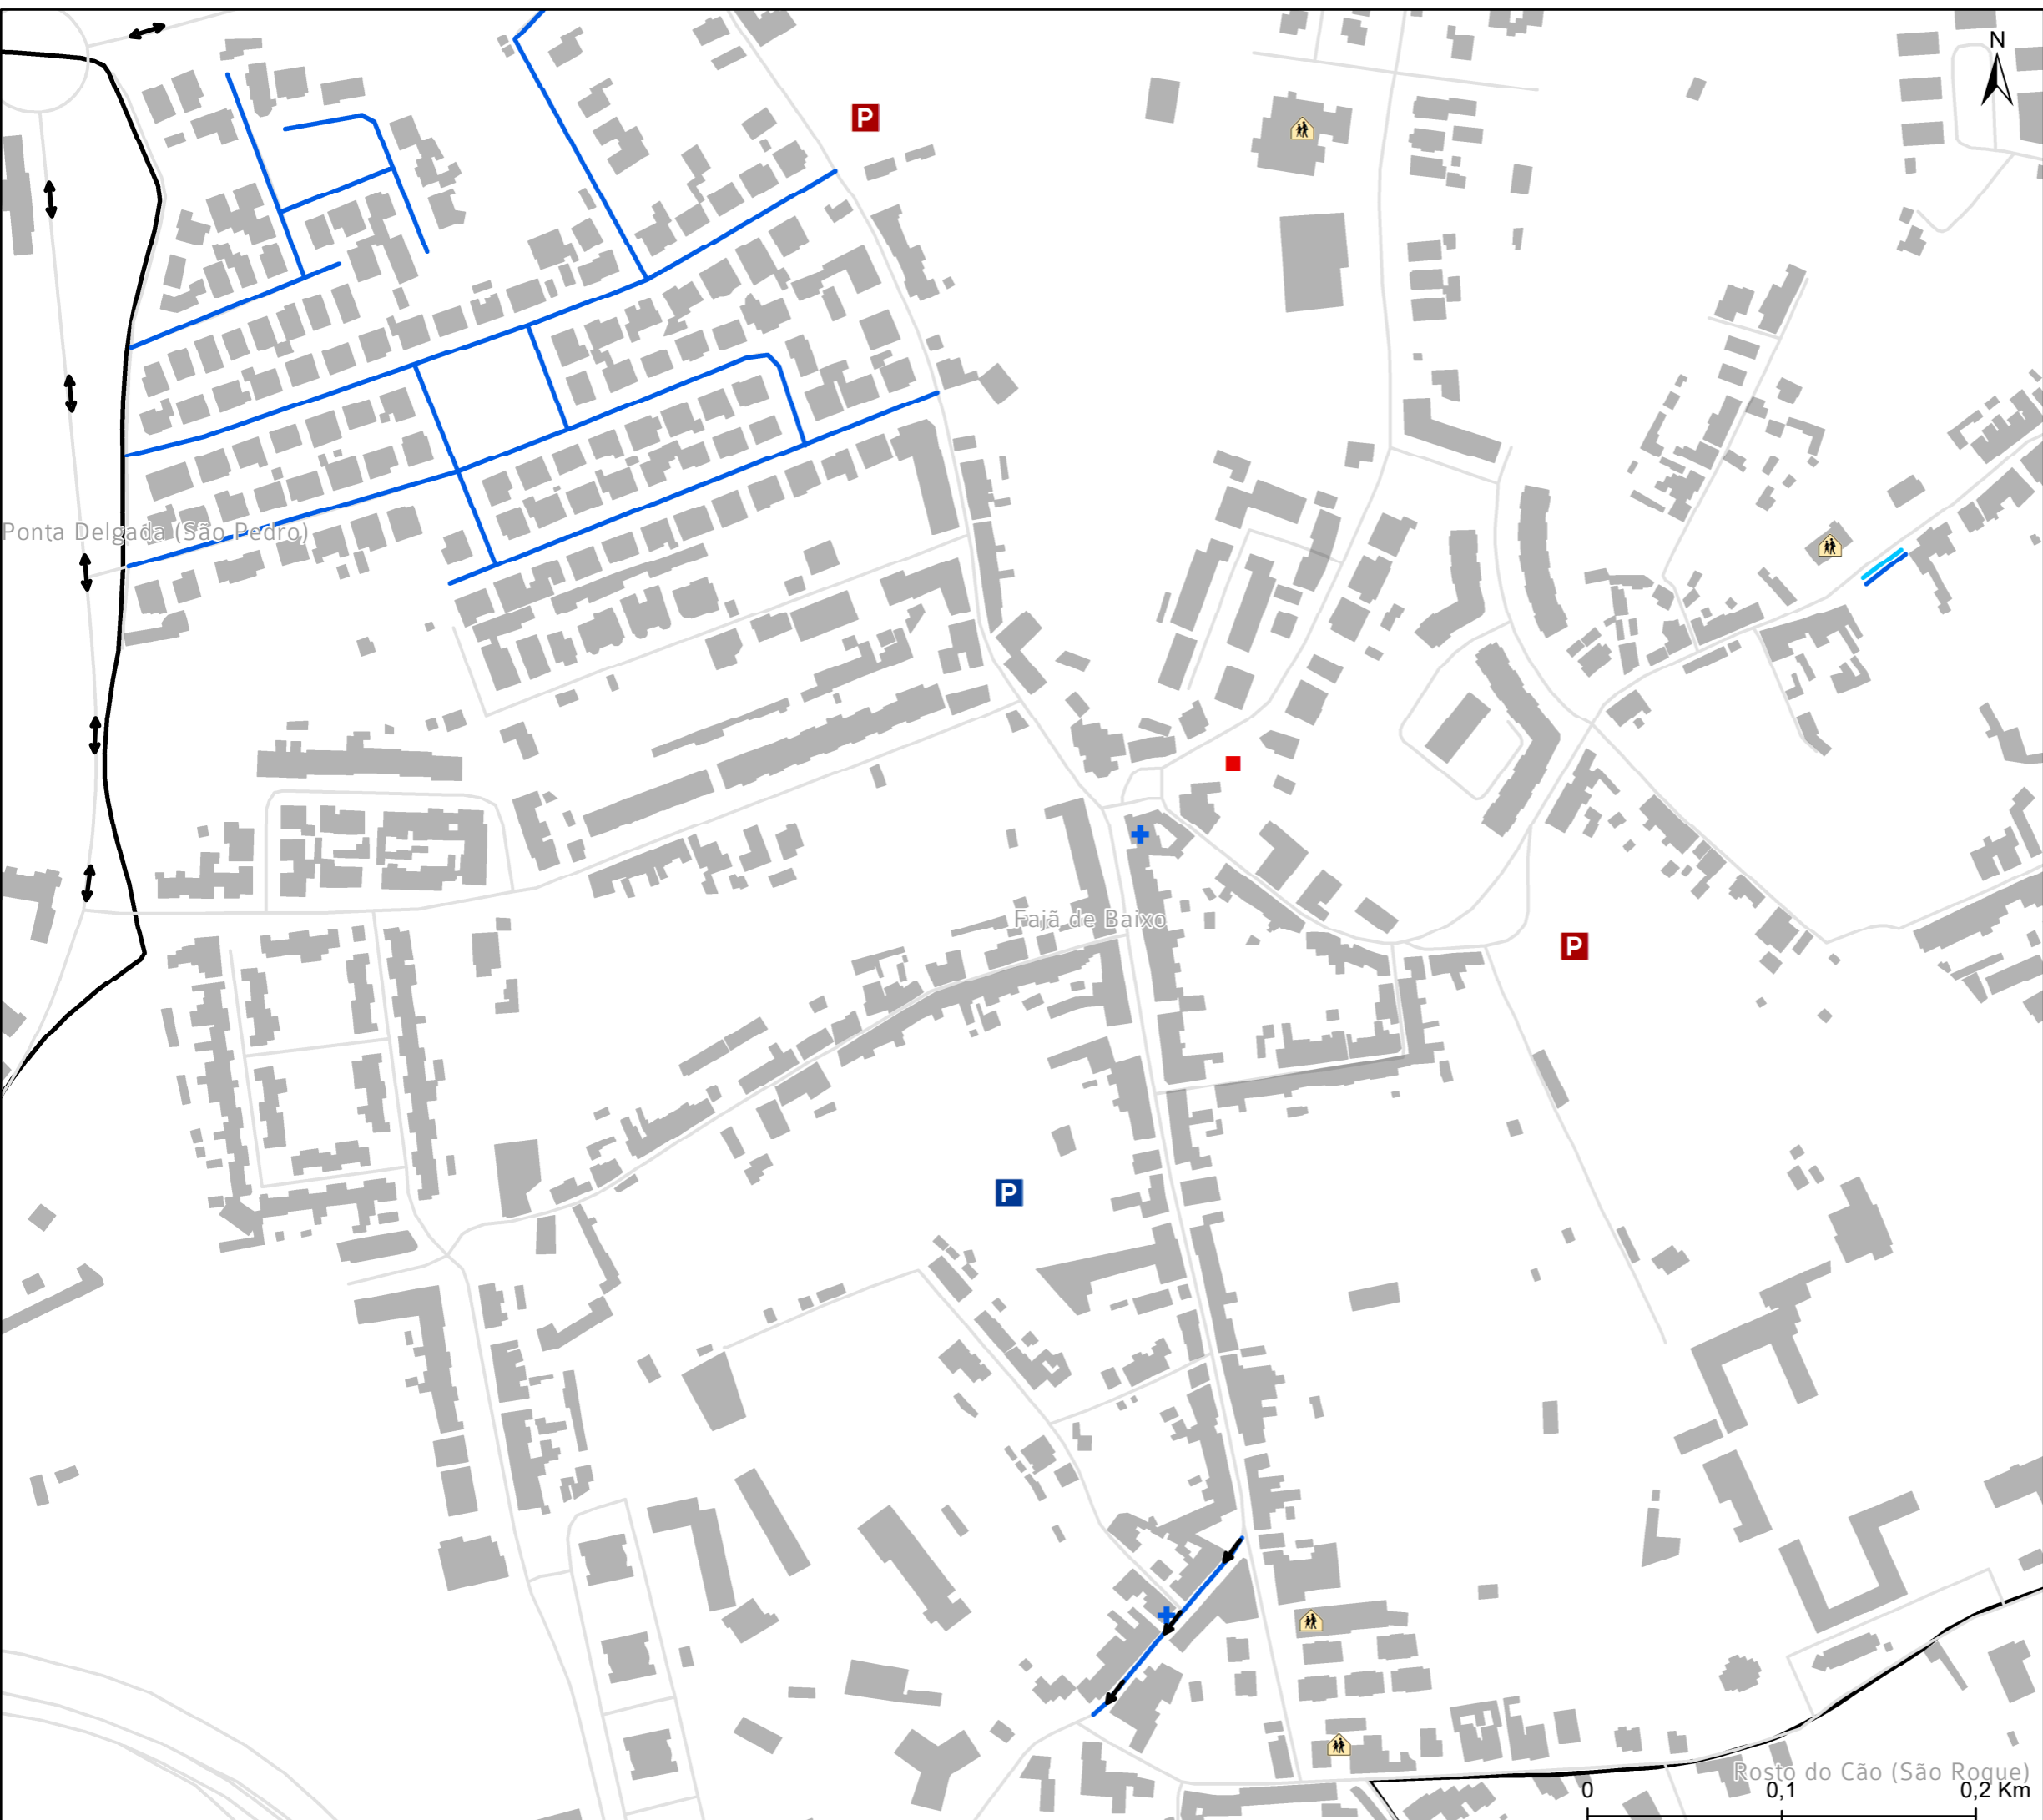 N
P
Ponta Delgada (São Pedro)
Fajã de Baixo
P
P
Rosto do Cão (São Roque)
0 0,1 0,2 Km